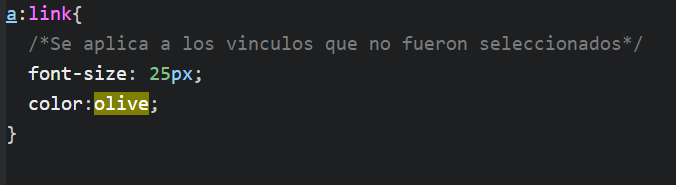 a:link{
/*Se aplica a los vinculos que no fueron seleccionados*/
font-size: 25px;
color:olive;
}